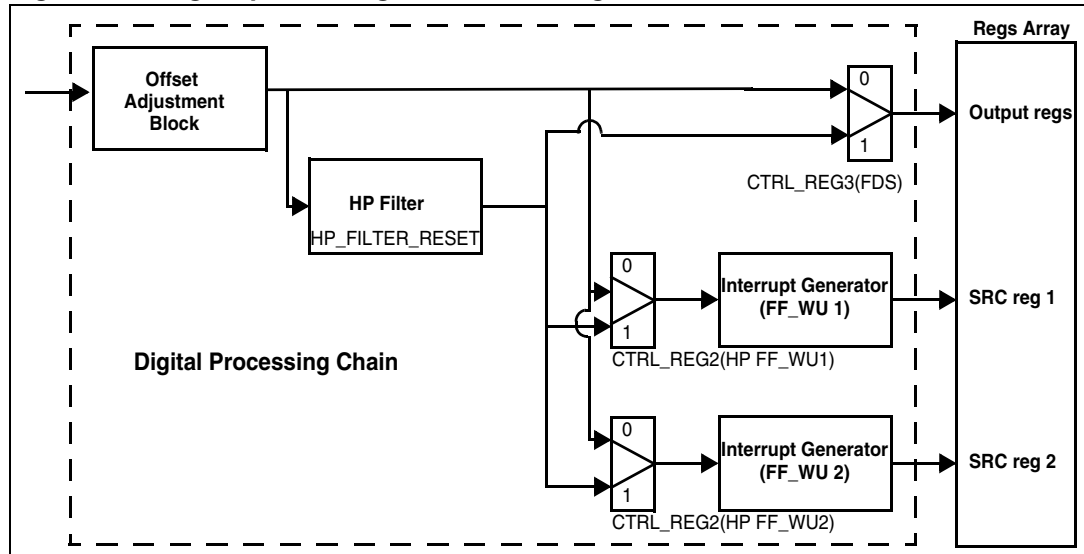 Regs Array
Offset
Adjustment
Block
0
1
Output regs
CTRL_REG3(FDS)
HP Filter
HP_FILTER_RESET
0
1
Interrupt Generator
(FF_WU 1)
SRC reg 1
CTRL_REG2(HP FF_WU1)
Digital Processing Chain
0
1
Interrupt Generator
(FF_WU 2)
SRC reg 2
CTRL_REG2(HP FF_WU2)